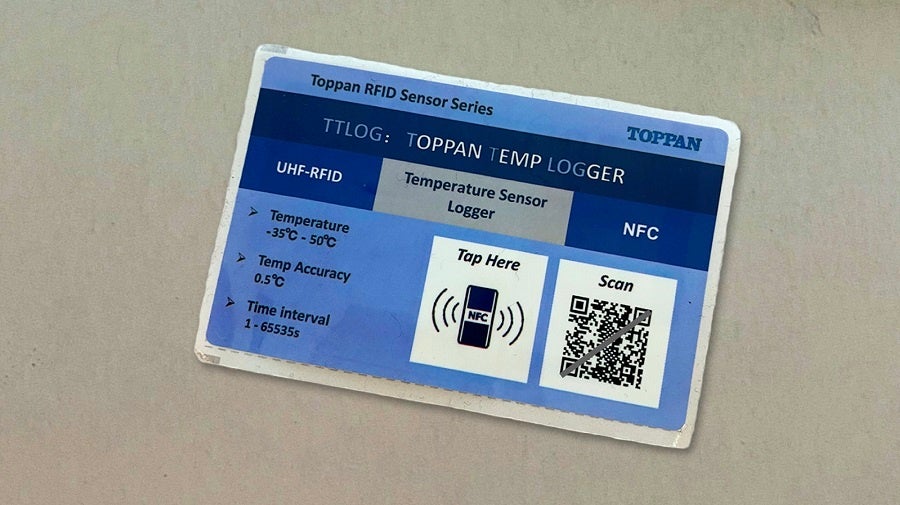 Toppan RFID Sensor Series
TOPPAN
TTLOG: TOPPAN TEMP LOGGER
UHF-RFID
Temperature Sensor
Logger
NFC
➢ Temperature
-35℃ - 50℃
➢ Temp Accuracy
0.5℃
➢ Time interval
1 - 65535s
Tap Here
NFC
Scan